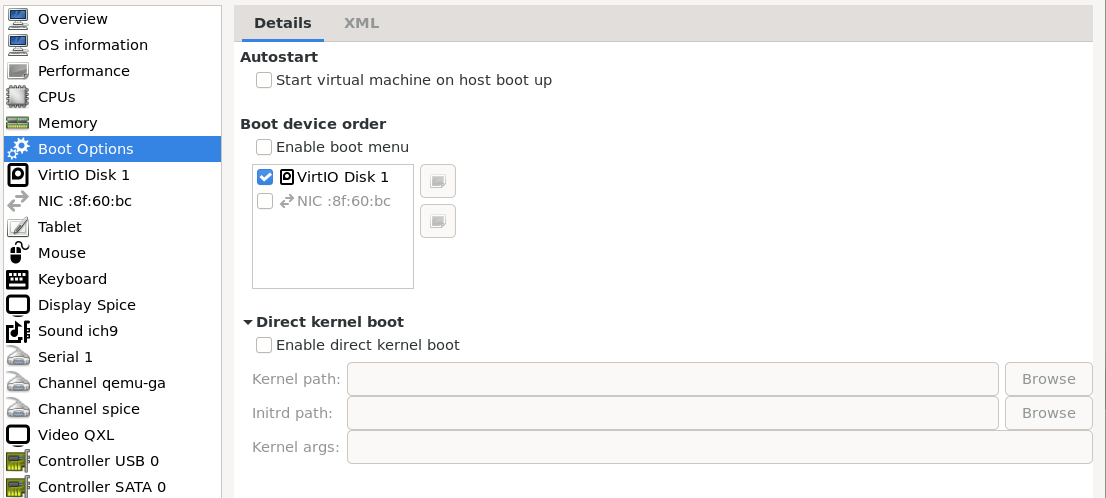 Overview
OS information
Performance
CPUs
Memory
Boot Options
VirtIO Disk 1
NIC :8f:60:bc
Tablet
Mouse
Keyboard
Display Spice
Sound ich9
Serial 1
Channel qemu-ga
Channel spice
Video QXL
Controller USB 0
Controller SATA 0
Details XML
Autostart
Start virtual machine on host boot up
Boot device order
Enable boot menu
VirtIO Disk 1
NIC :8f:60:bc
Direct kernel boot
Enable direct kernel boot
Kernel path: Browse
Initrd path: Browse
Kernel args: